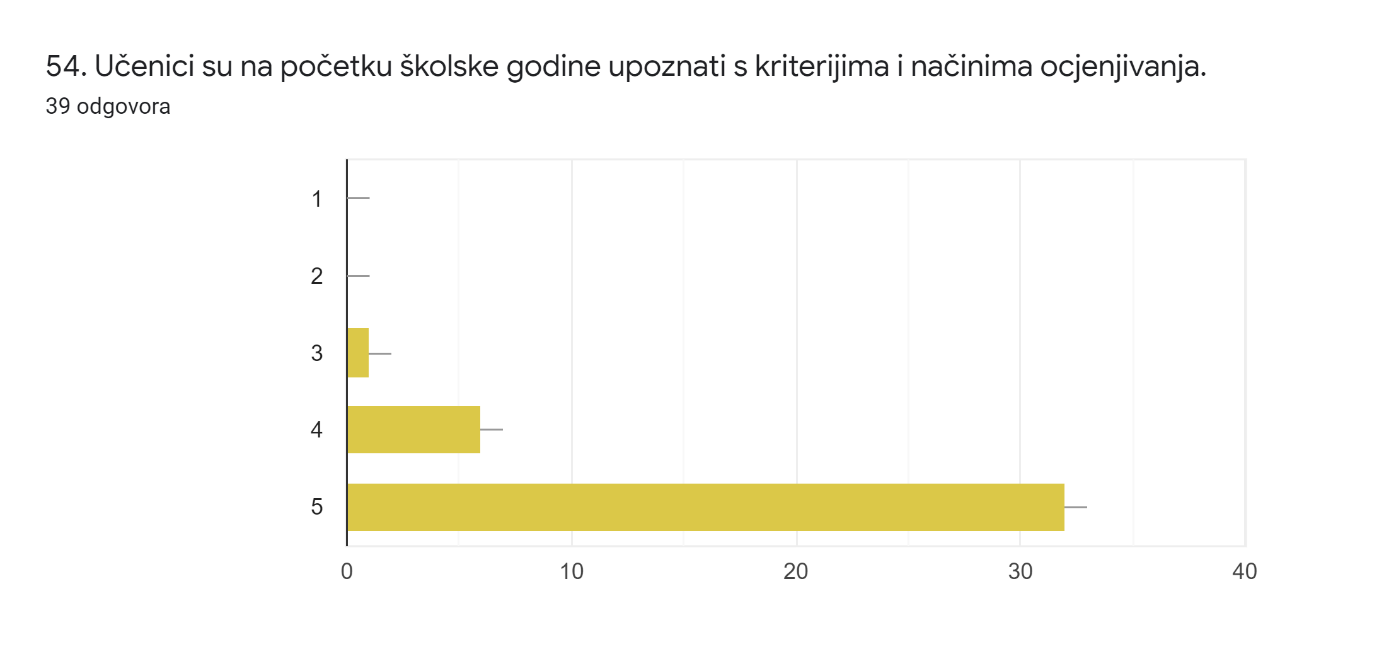 54. Učenici su na početku školske godine upoznati s kriterijima i načinima ocjenjivanja.
39 odgovora
1
2
3
4
5
0 10 20 30 40